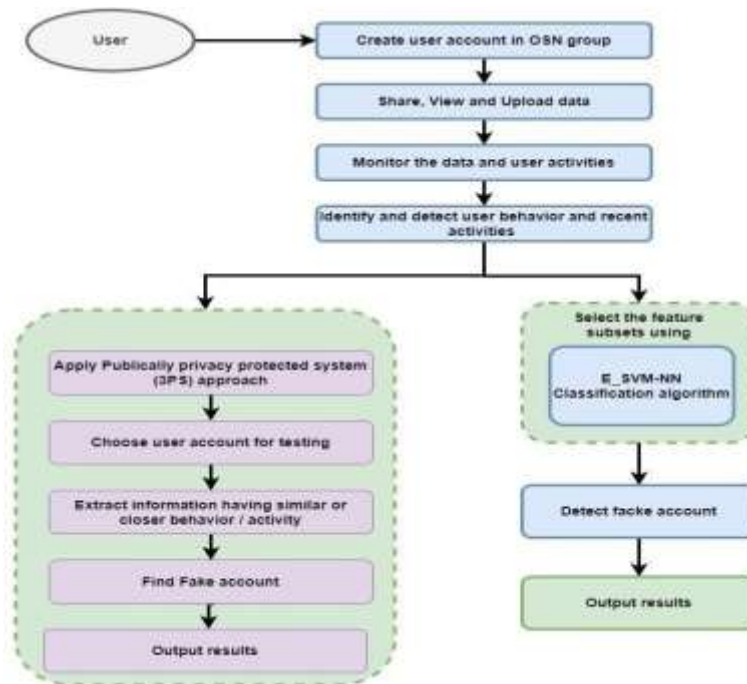 User
Create user account in OSN group
Share, View and Upload data
Monitor the data and user activities
Identify and detect user behavior and recent
activities
Apply Publically privacy protected system
(3PS) approach
Choose user account for testing
Extract information having similar or
closer behavior / activity
Find Fake account
Output results
Select the feature
subsets using
E_SVM-NN
Classification algorithm
Detect facke account
Output results